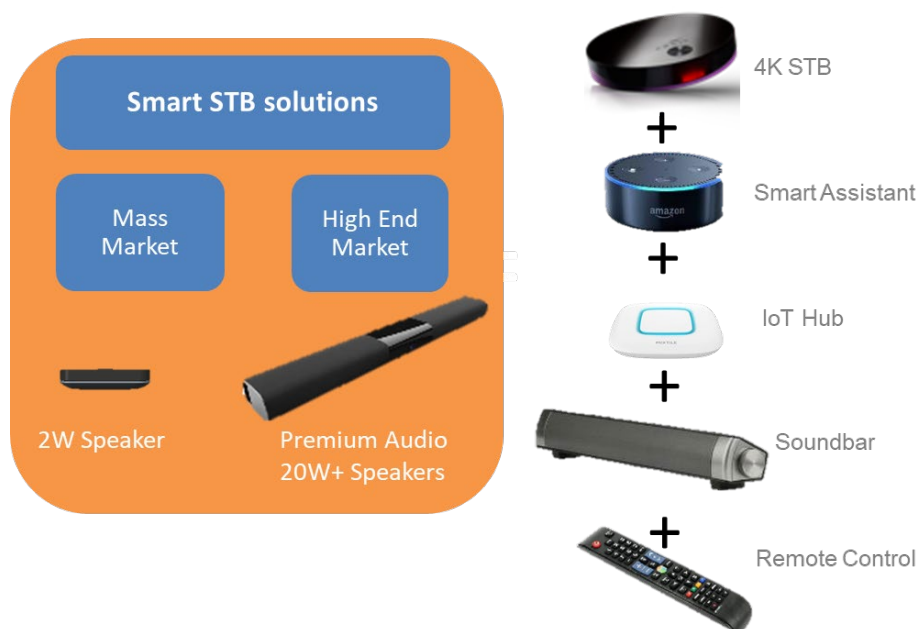 Smart STB solutions
Mass
Market
High End
Market
2W Speaker
Premium Audio
20W+ Speakers
4K STB
amazon
Smart Assistant
IoT Hub
Soundbar
Remote Control